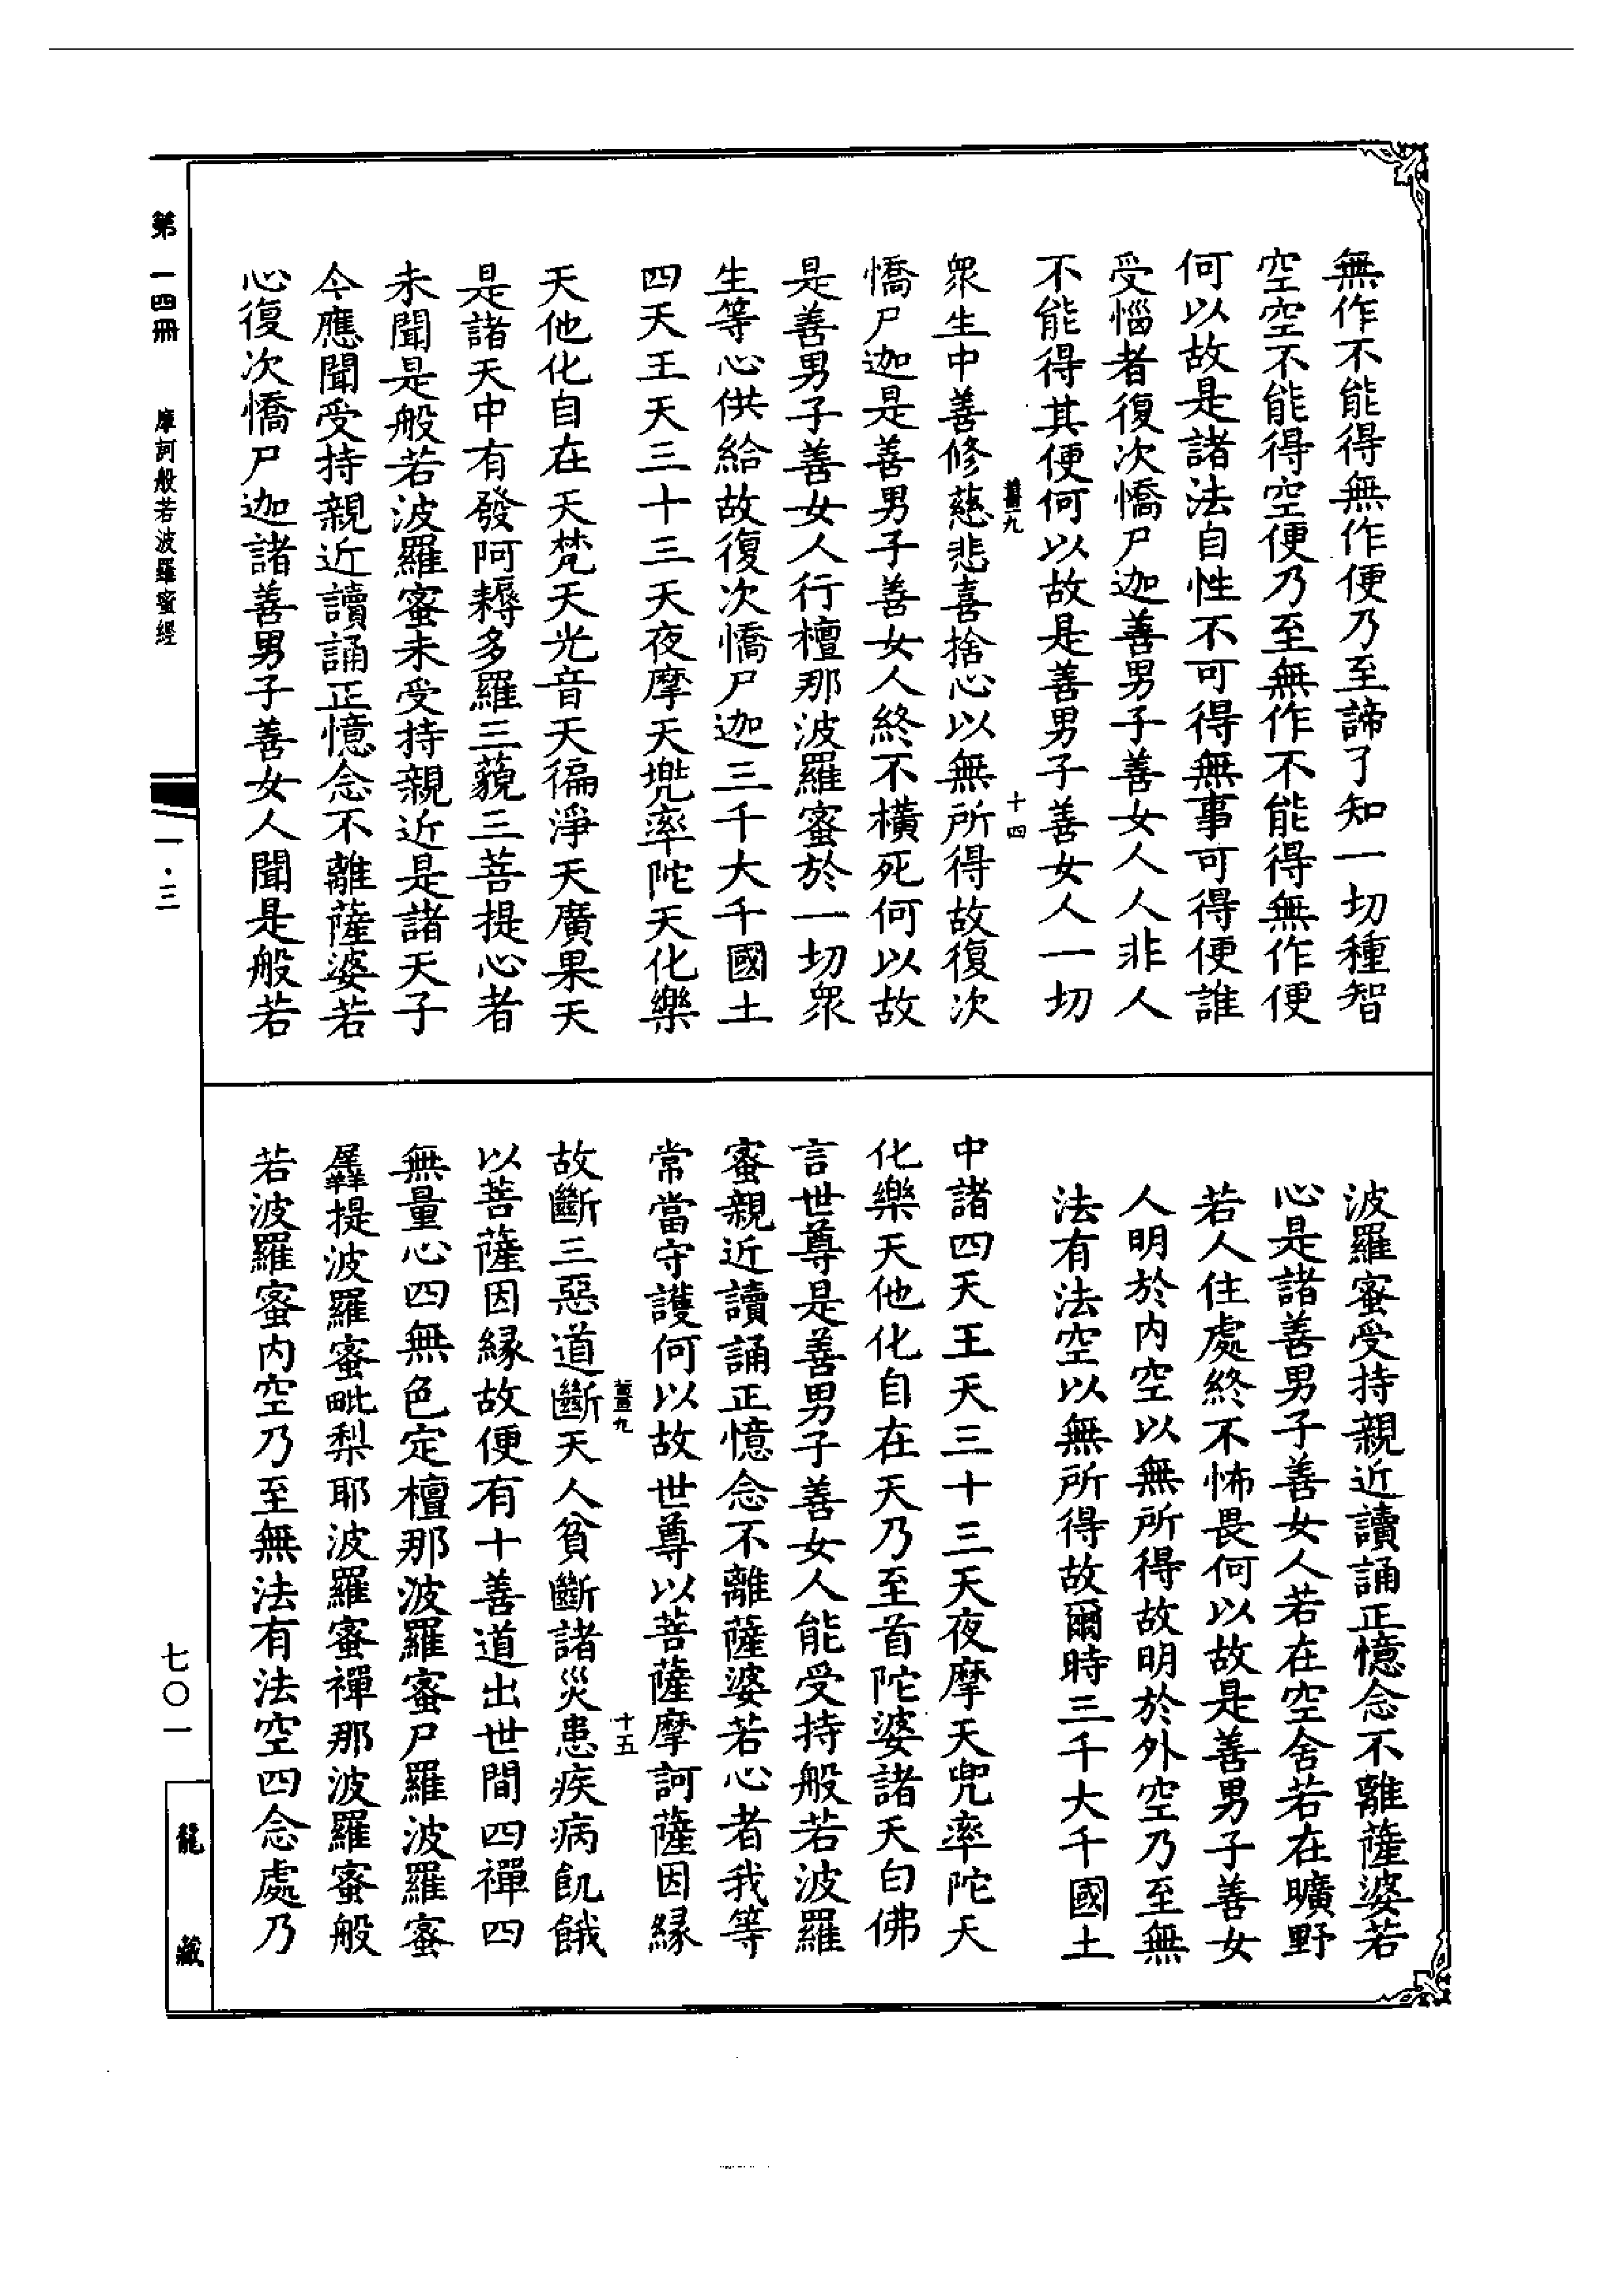 無作不能得無作便乃至諦了知一切種智
空空不能得空便乃至無作不能得無作便
何以故是諸法自性不可得無事可得便誰
受惱者復次憍尸迦善男子善女人人非人
不能得其便何以故是善男子善女人一切
十四
衆生中善修慈悲喜捨心以無所得故復次
憍尸迦是善男子善女人終不橫死何以故
是善男子善女人行檀那波羅蜜於一切衆
生等心供給故復次憍尸迦三千大千國土
四天王天三十三天夜摩天兠率陀天化樂
天他化自在天梵天光音天徧淨天廣果天
是諸天中有發阿耨多羅三藐三菩提心者
未聞是般若波羅蜜未受持親近是諸天子
今應聞受持親近讀誦正憶念不離薩婆若
心復次憍尸迦諸善男子善女人聞是般若
波羅蜜受持親近讀誦正憶念不離薩婆若
心是諸善男子善女人若在空舍若在曠野
若人住處終不怖畏何以故是善男子善女
人明於内空以無所得故明於外空乃至無
法有法空以無所得故爾時三千大千國土
中諸四天王天三十三天夜摩天兜率陀天
化樂天他化自在天乃至首陀婆諸天白佛
言世尊是善男子善女人能受持般若波羅
蜜親近讀誦正憶念不離薩婆若心者我等
常當守護何以故世尊以菩薩摩訶薩因緣
十五
故斷三惡道斷天人貧斷諸災患疾病飢餓
以菩薩因緣故便有十善道出世間四禪四
無量心四無色定檀那波羅蜜尸羅波羅蜜
羼提波羅蜜毗梨耶波羅蜜禪那波羅蜜般
若波羅蜜内空乃至無法有法空四念處乃
第一四冊 摩訶般若波羅蜜經 一·三
七〇一
龍藏